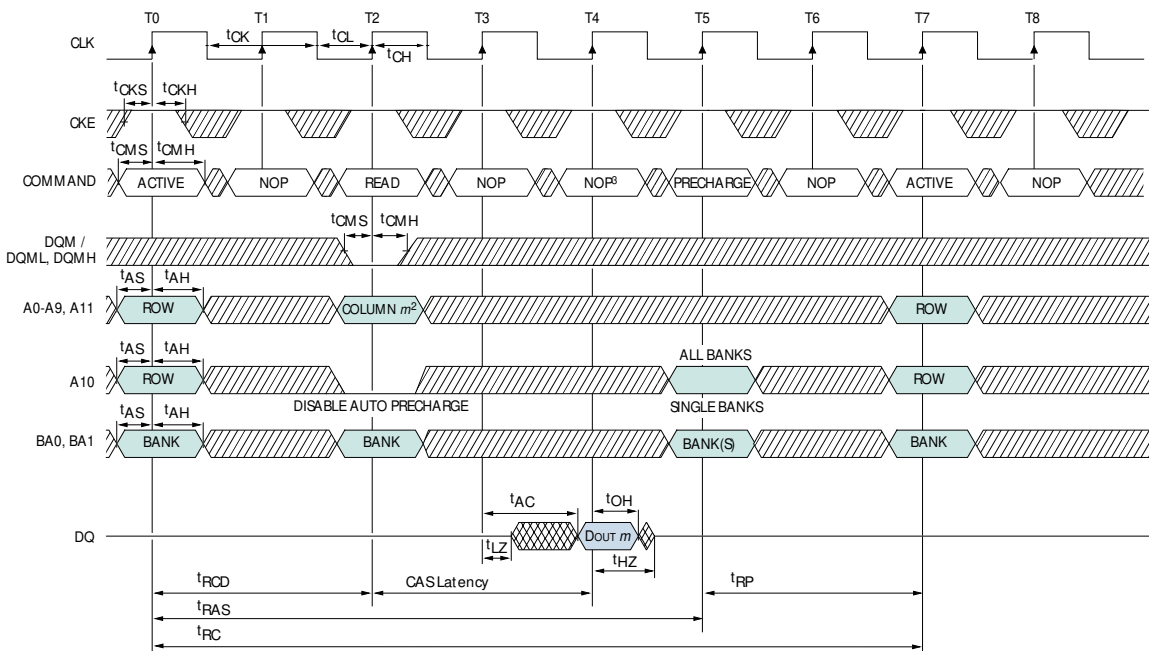 T0 T1 T2 T3 T4 T5 T6 T7 T8
CLK tCK tCL tCH
tCKS tCKH
CKE
tCMS tCMH
COMMAND ACTIVE NOP READ NOP NOP3 PRECHARGE NOP ACTIVE NOP
tCMS tCMH
DQM /
DQML, DQMH
tAS tAH
A0-A9, A11 ROW COLUMN m2 ROW
tAS tAH ALL BANKS
A10 ROW ROW
DISABLE AUTO PRECHARGE SINGLE BANKS
tAS tAH
BA0, BA1 BANK BANK BANK(S) BANK
tAC tOH
DQ DOUT m
tLZ tHZ
tRCD CAS Latency tRP
tRAS
tRC